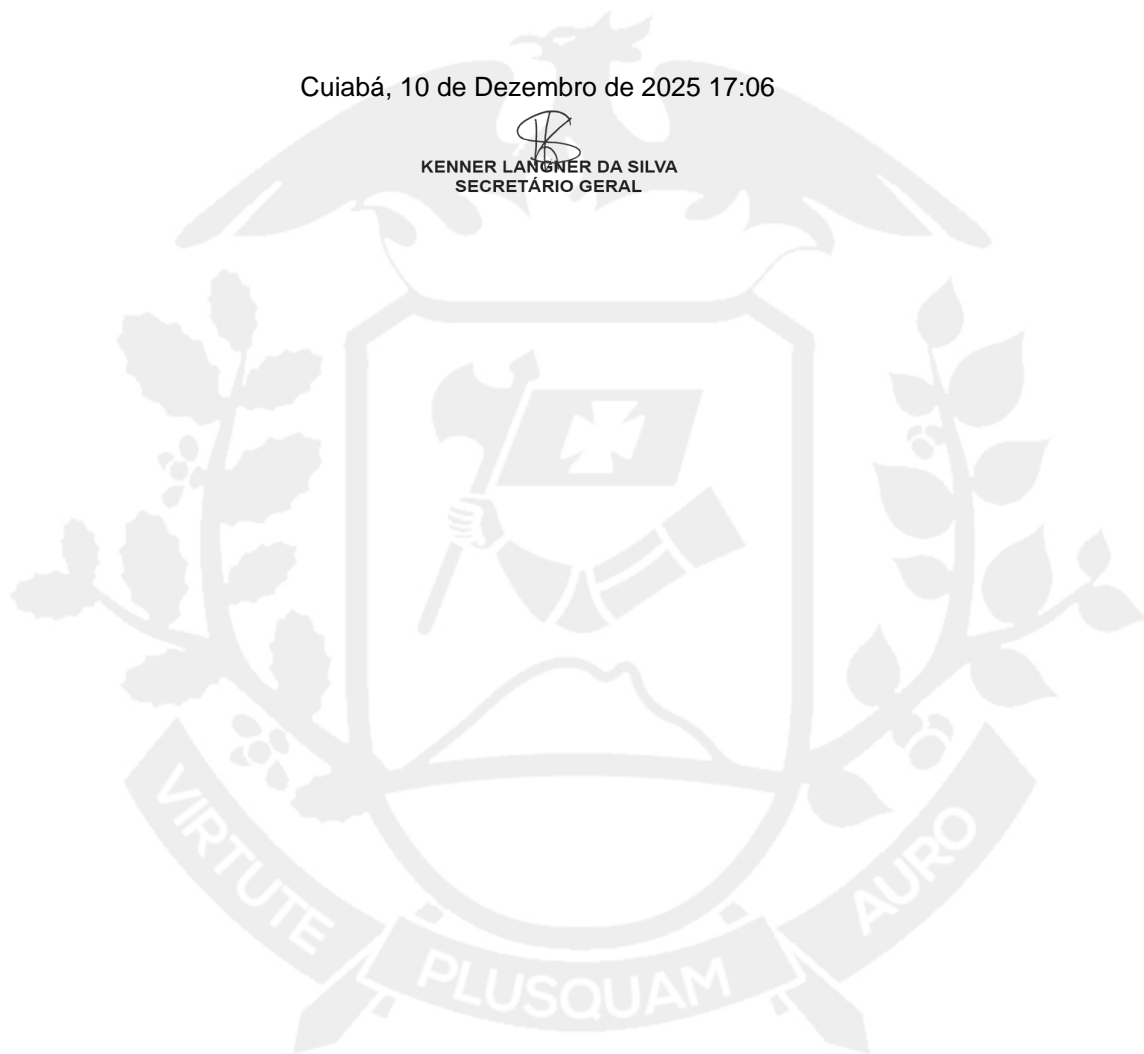 Cuiabá, 10 de Dezembro de 2025 17:06
KENNER LANGNER DA SILVA
SECRETÁRIO GERAL
VIRTUTE
PLUSQUAM
AURO